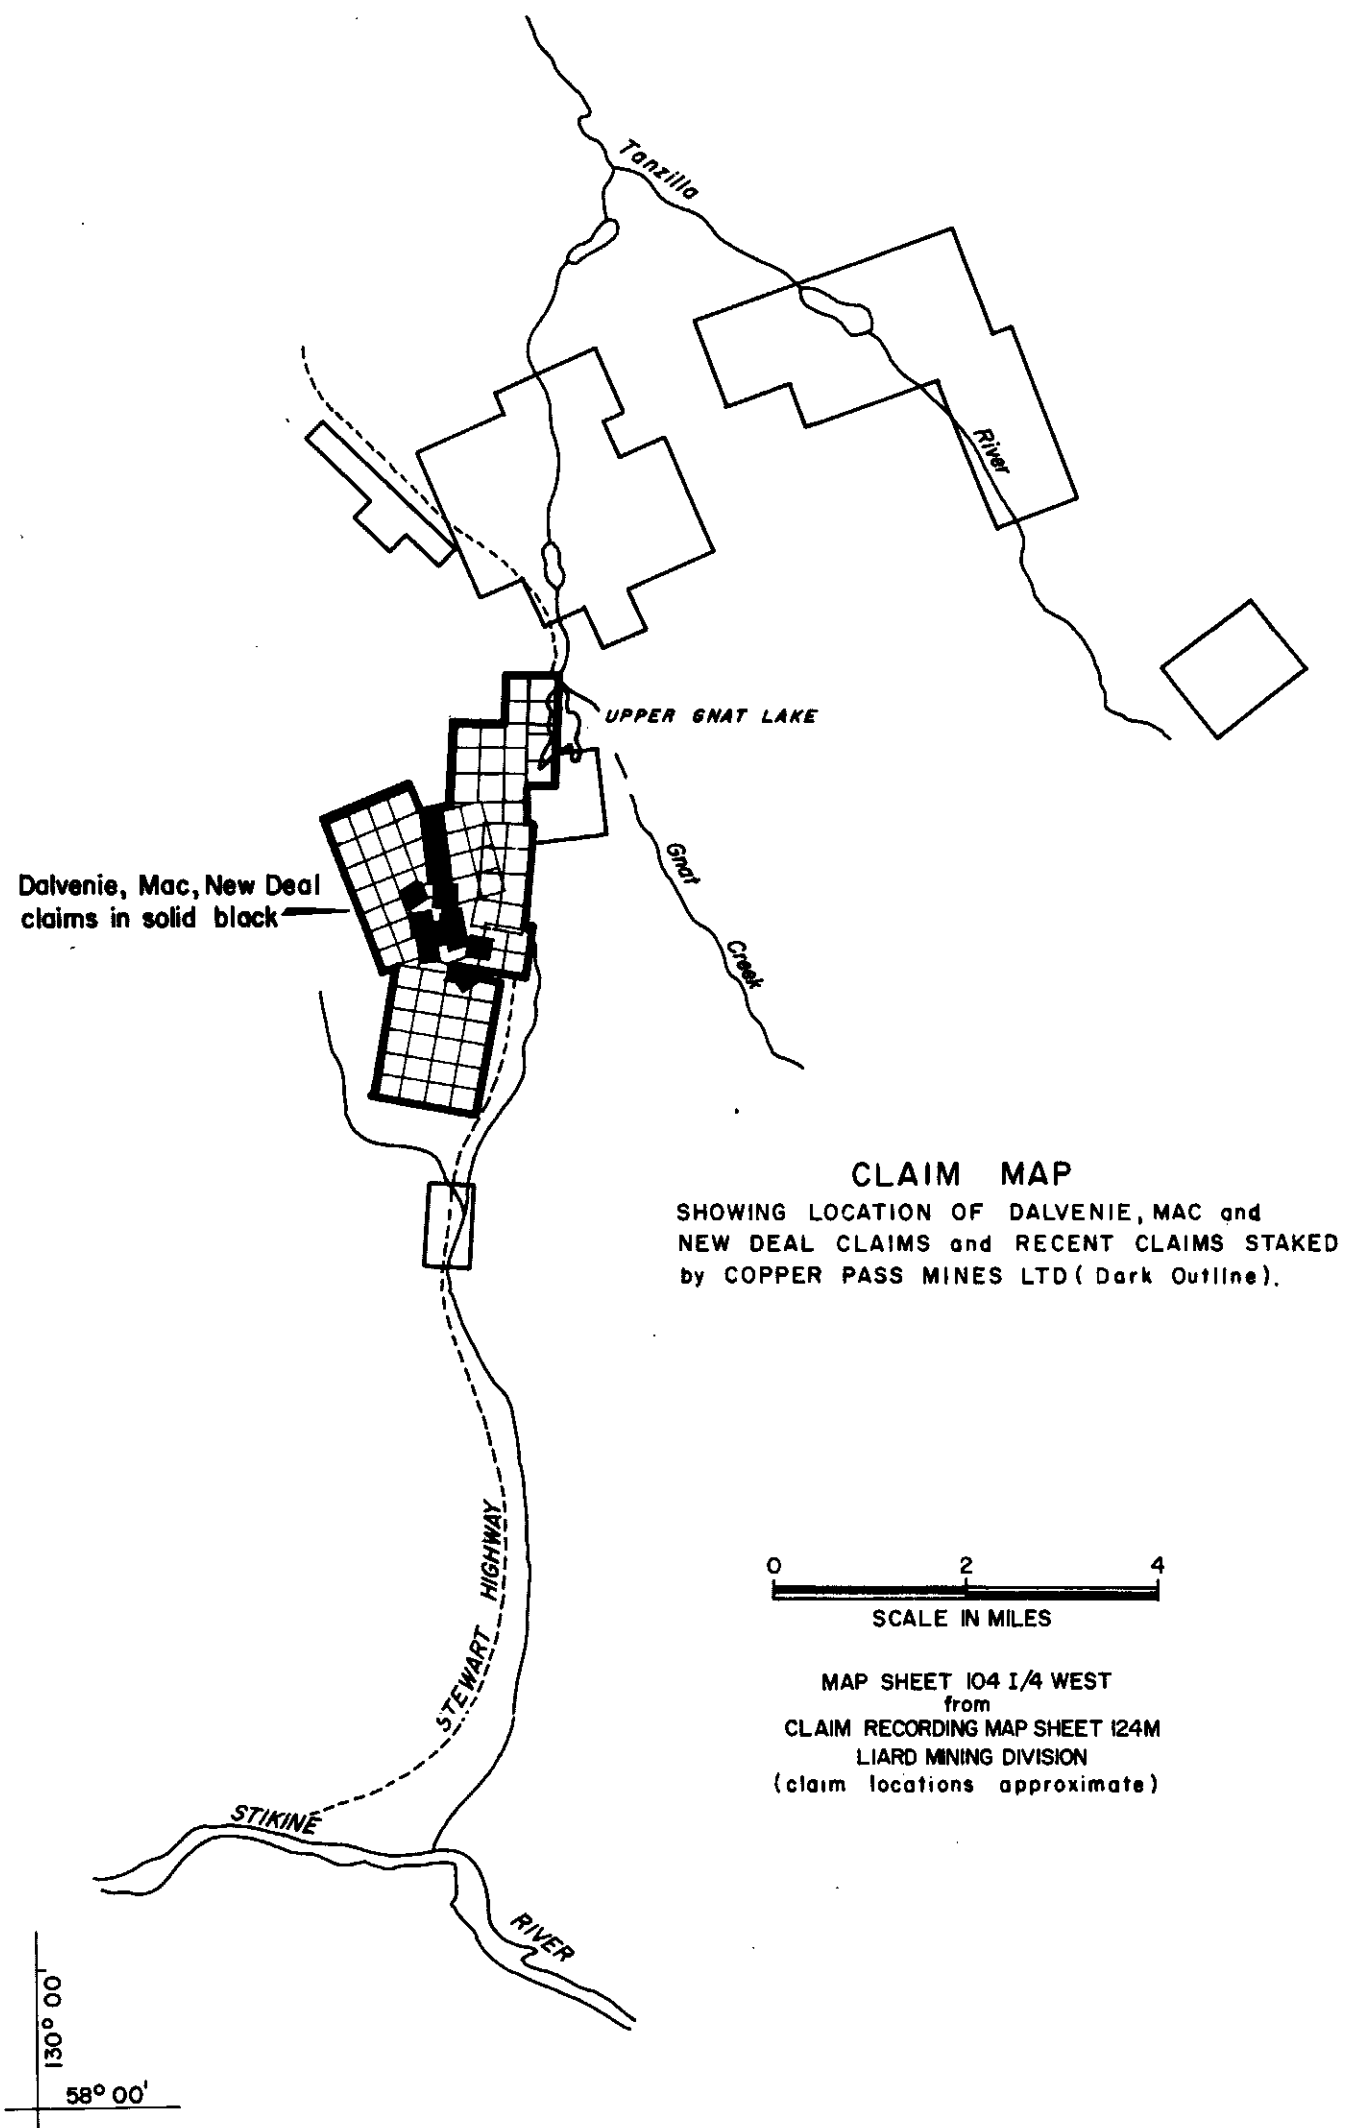 Tanzilla
River
UPPER GNAT LAKE
Gnat
Creek
Dalvenie, Mac, New Deal
claims in solid black
CLAIM MAP
SHOWING LOCATION OF DALVENIE, MAC and
NEW DEAL CLAIMS and RECENT CLAIMS STAKED
by COPPER PASS MINES LTD ( Dark Outline ).
STEWART HIGHWAY
0 2 4
SCALE IN MILES
MAP SHEET 104 I/4 WEST
from
CLAIM RECORDING MAP SHEET 124M
LIARD MINING DIVISION
(claim locations approximate)
STIKINE
RIVER
130° 00'
58° 00'